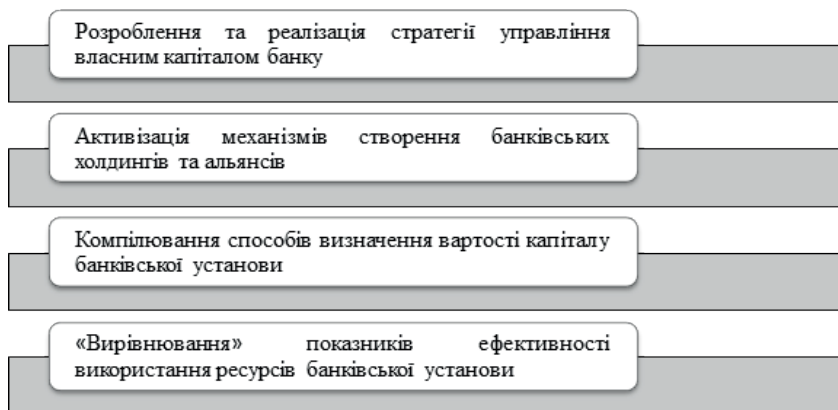 Розроблення та реалізація стратегії управління
власним капіталом банку
Активізація механізмів створення банківських
холдингів та альянсів
Компілювання способів визначення вартості капіталу
банківської установи
«Вирівнювання» показників ефективності
використання ресурсів банківської установи